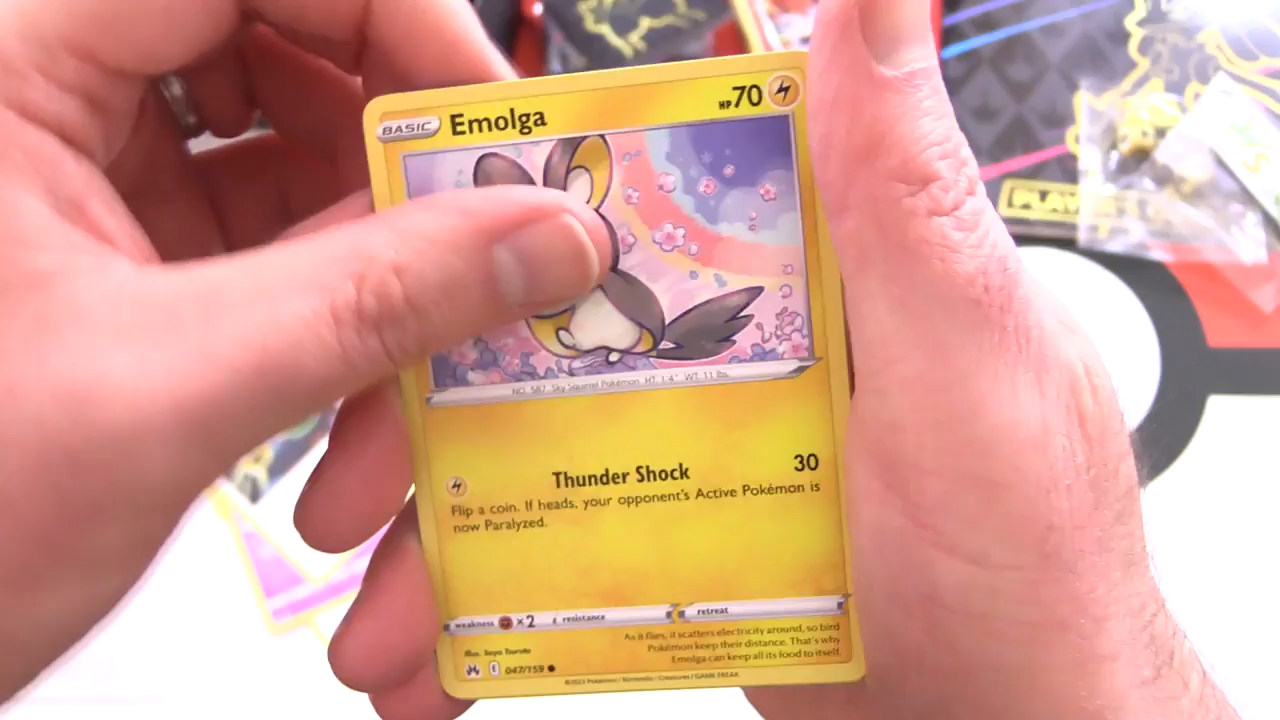 BASIC Emolga HP70
NO. 587 Sky Squirrel Pokémon HT. 1'4" WT. 11 lbs.
Thunder Shock 30
Flip a coin. If heads, your opponent's Active Pokémon is
now Paralyzed.
weakness ×2 resistance retreat
As it flies, it scatters electricity around, so bird
Pokémon keep their distance. That's why
Emolga can keep all its food to itself.
Illus. Saya Tsuruta
E 047/159
©2023 Pokémon / Nintendo / Creatures / GAME FREAK